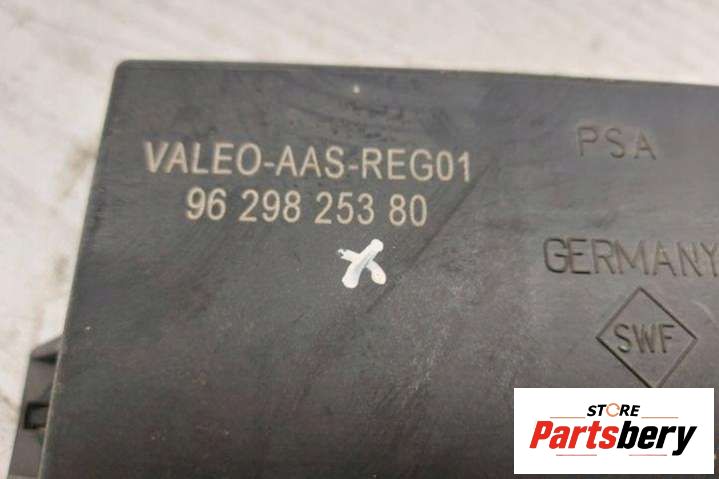 VALEO-AAS-REG01
96 298 253 80
PSA
GERMANY
SWF
STORE
Partsbery